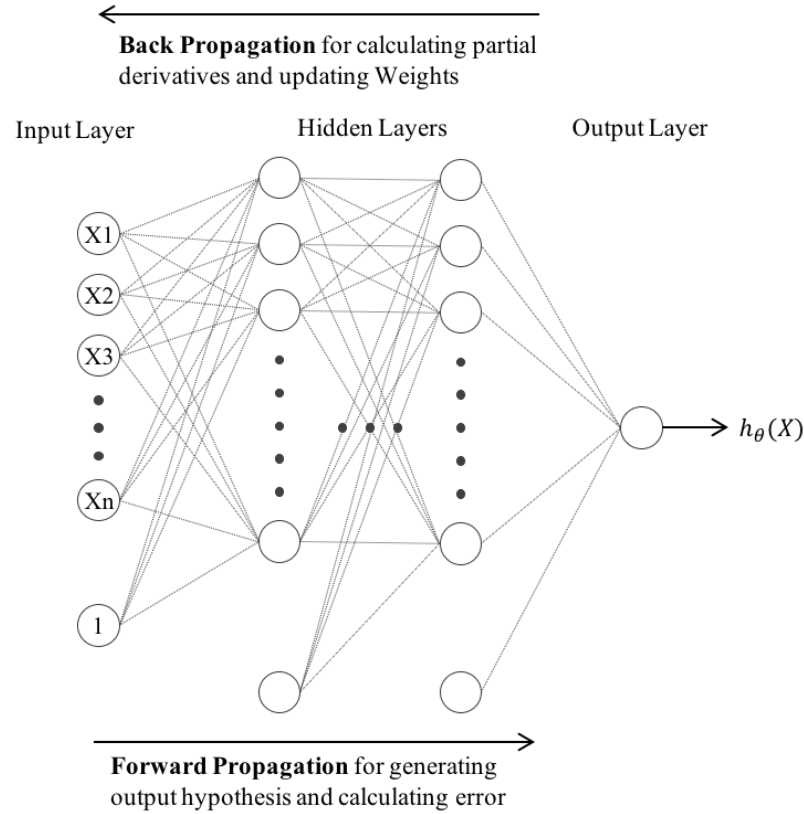 Back Propagation for calculating partial
derivatives and updating Weights
Input Layer
Hidden Layers
Output Layer
X1
X2
X3
Xn
1
h_θ(X)
Forward Propagation for generating
output hypothesis and calculating error